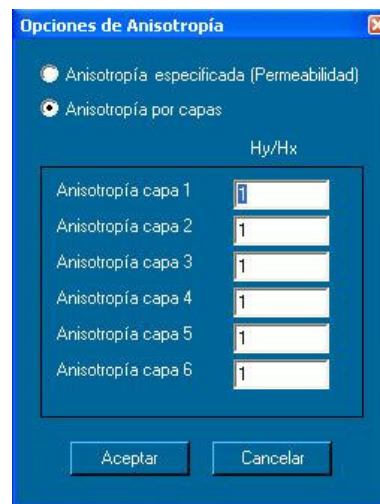 Opciones de Anisotropía
Anisotropía especificada (Permeabilidad)
Anisotropía por capas
Hy/Hx
Anisotropía capa 1 1
Anisotropía capa 2 1
Anisotropía capa 3 1
Anisotropía capa 4 1
Anisotropía capa 5 1
Anisotropía capa 6 1
Aceptar Cancelar